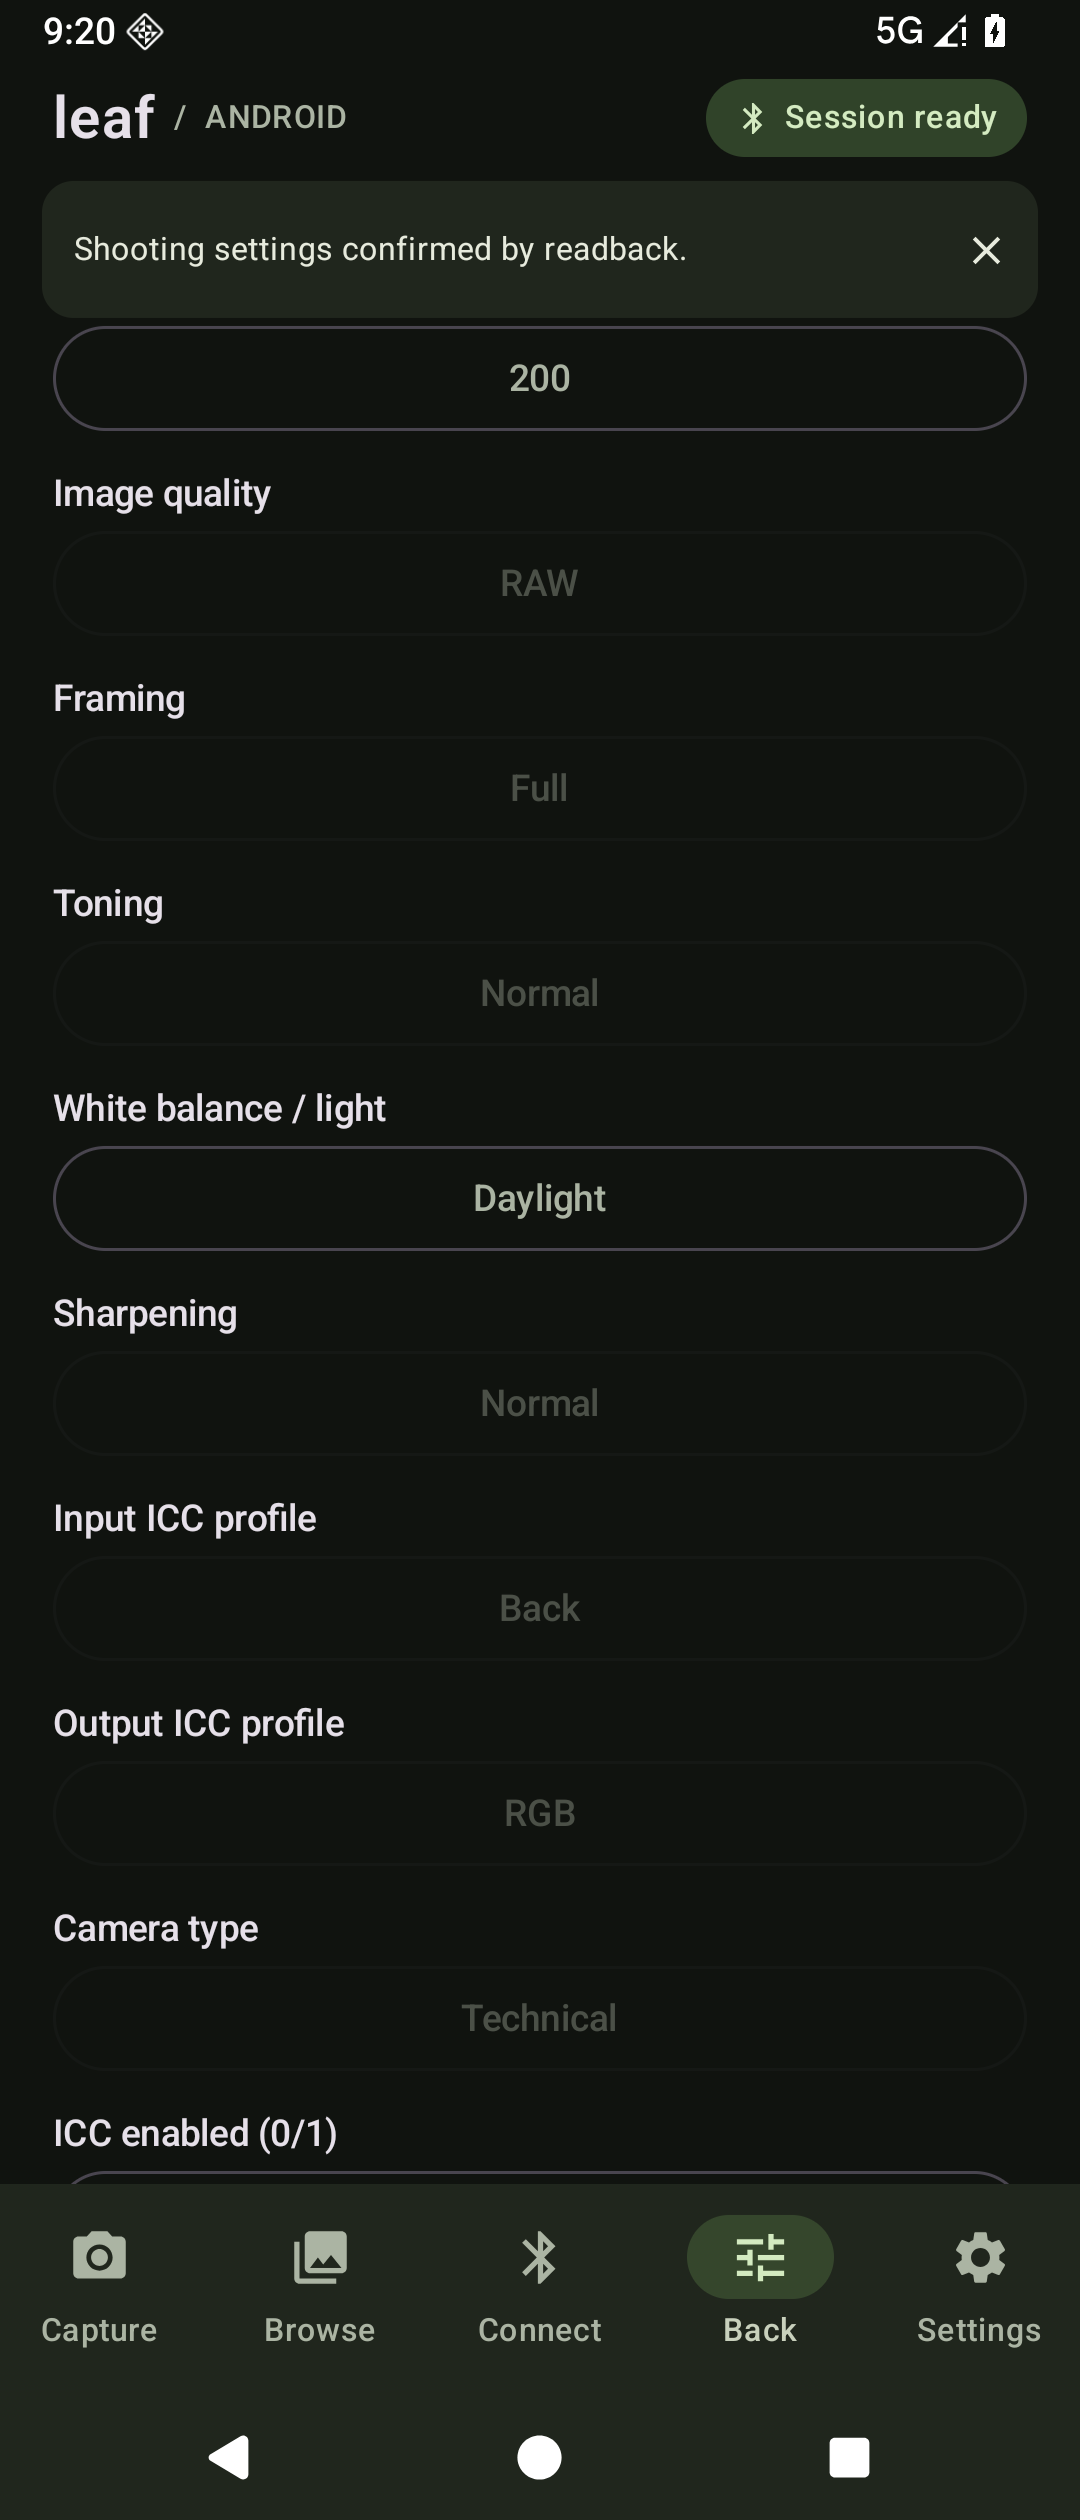 9:20
5G
leaf / ANDROID
Session ready
Shooting settings confirmed by readback.
200
Image quality
RAW
Framing
Full
Toning
Normal
White balance / light
Daylight
Sharpening
Normal
Input ICC profile
Back
Output ICC profile
RGB
Camera type
Technical
ICC enabled (0/1)
Capture
Browse
Connect
Back
Settings